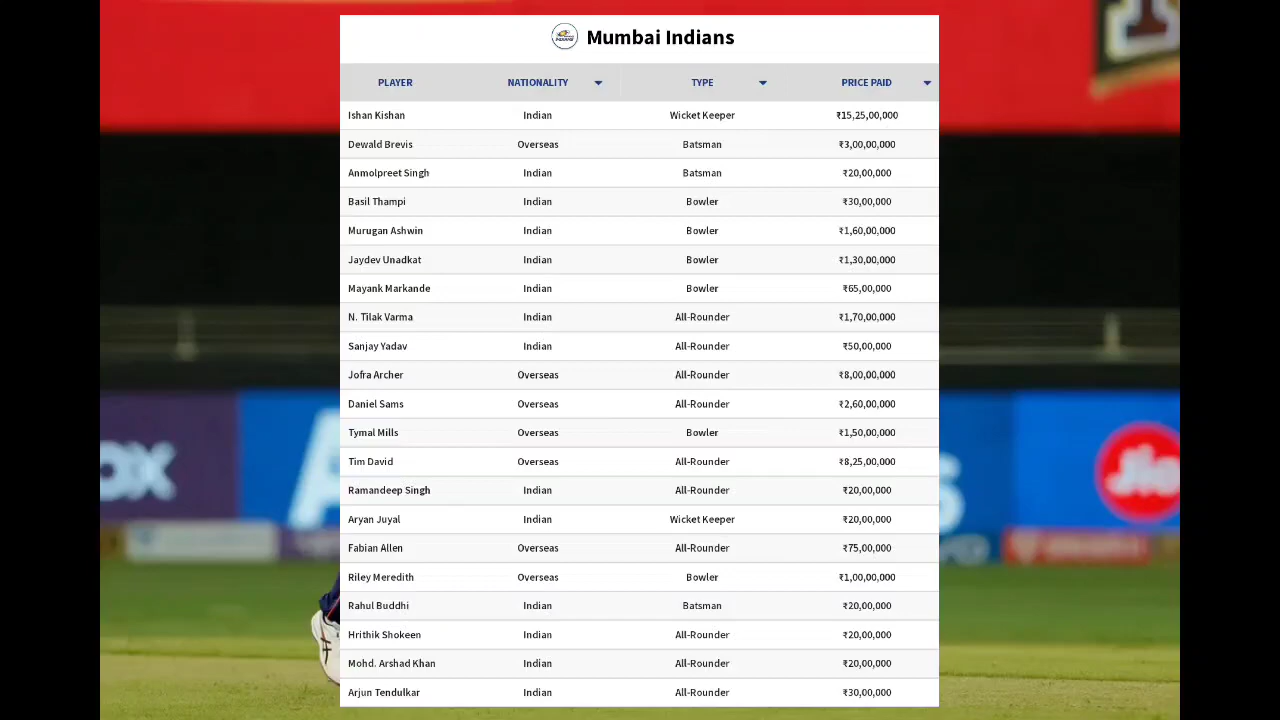 Mumbai Indians
PLAYER NATIONALITY TYPE PRICE PAID
Ishan Kishan Indian Wicket Keeper ₹15,25,00,000
Dewald Brevis Overseas Batsman ₹3,00,00,000
Anmolpreet Singh Indian Batsman ₹20,00,000
Basil Thampi Indian Bowler ₹30,00,000
Murugan Ashwin Indian Bowler ₹1,60,00,000
Jaydev Unadkat Indian Bowler ₹1,30,00,000
Mayank Markande Indian Bowler ₹65,00,000
N. Tilak Varma Indian All-Rounder ₹1,70,00,000
Sanjay Yadav Indian All-Rounder ₹50,00,000
Jofra Archer Overseas All-Rounder ₹8,00,00,000
Daniel Sams Overseas All-Rounder ₹2,60,00,000
Tymal Mills Overseas Bowler ₹1,50,00,000
Tim David Overseas All-Rounder ₹8,25,00,000
Ramandeep Singh Indian All-Rounder ₹20,00,000
Aryan Juyal Indian Wicket Keeper ₹20,00,000
Fabian Allen Overseas All-Rounder ₹75,00,000
Riley Meredith Overseas Bowler ₹1,00,00,000
Rahul Buddhi Indian Batsman ₹20,00,000
Hrithik Shokeen Indian All-Rounder ₹20,00,000
Mohd. Arshad Khan Indian All-Rounder ₹20,00,000
Arjun Tendulkar Indian All-Rounder ₹30,00,000
Jio